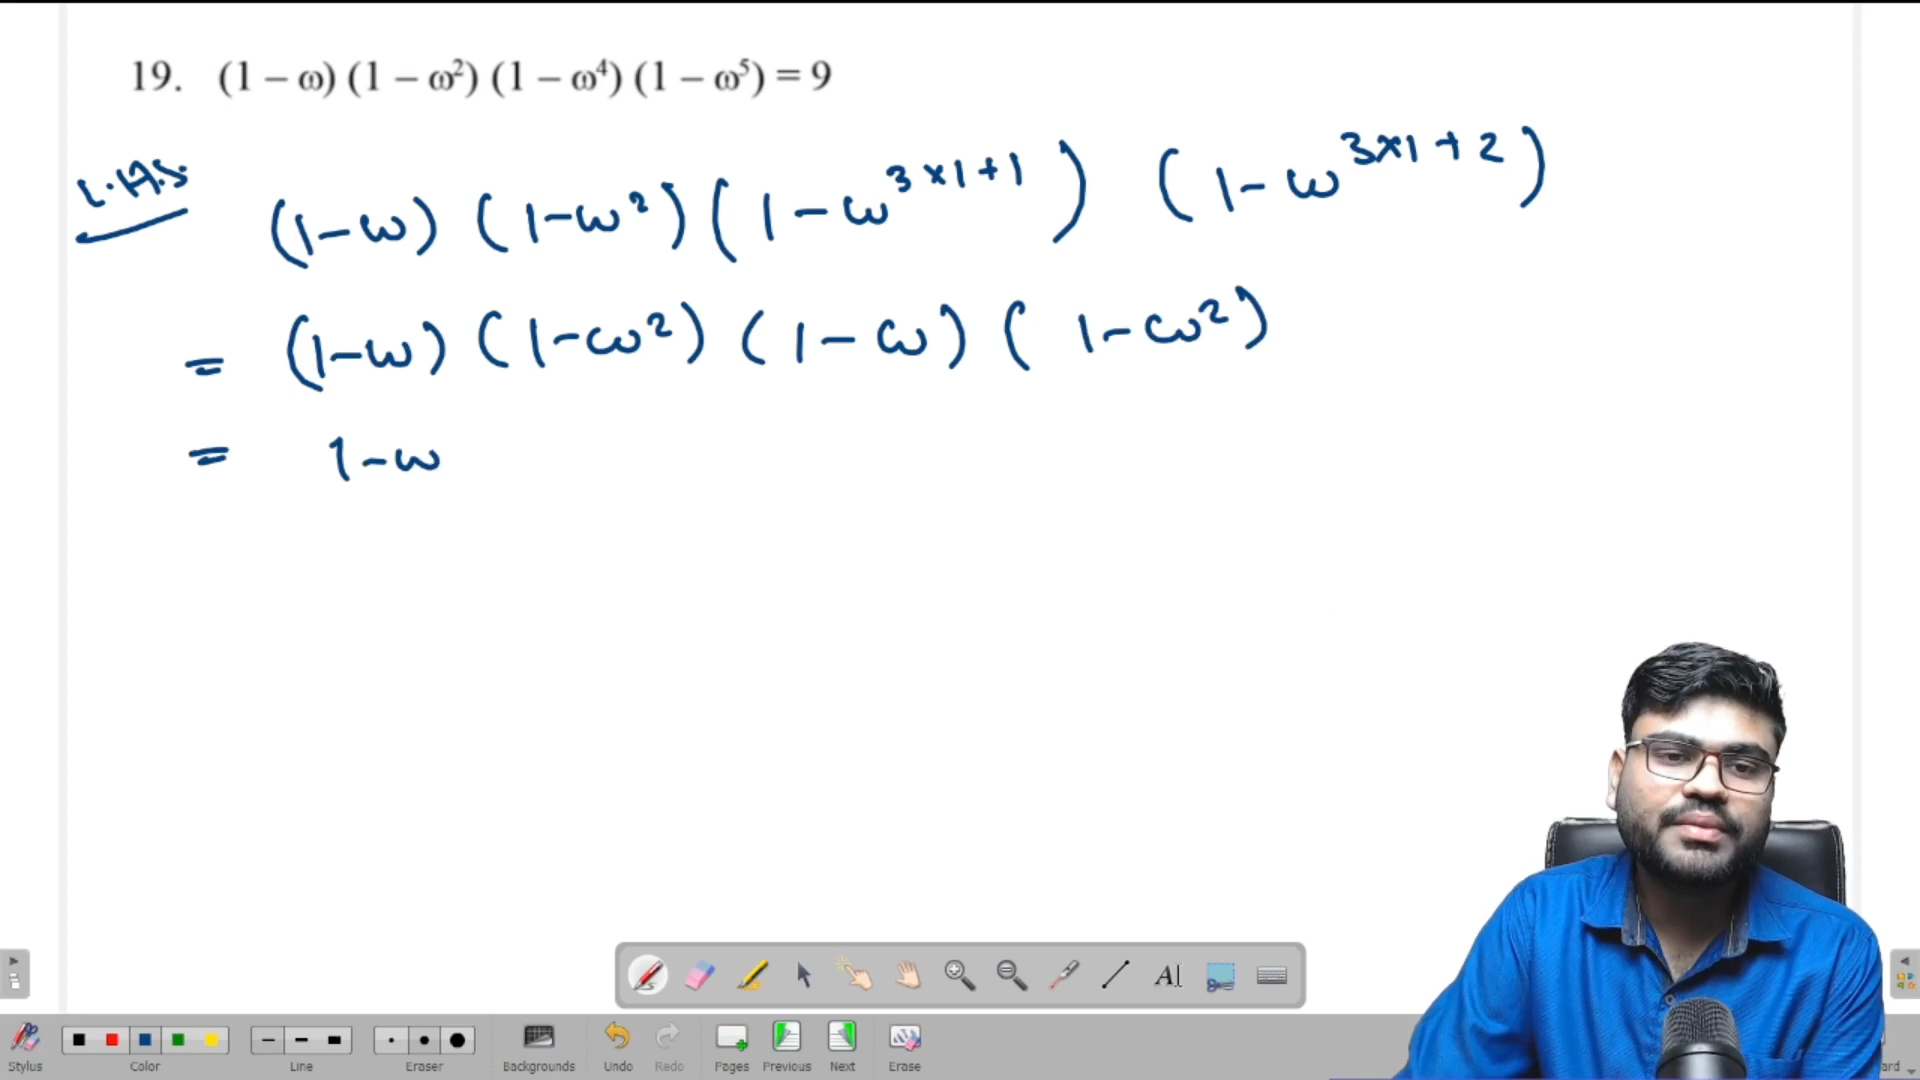 19. (1 – ω) (1 – ω²) (1 – ω⁴) (1 – ω⁵) = 9
L.H.S. (1-ω) (1-ω²) (1-ω^3×1+1) (1-ω^3×1+2)
= (1-ω) (1-ω²) (1-ω) (1-ω²)
= 1-ω
AI
Stylus Color Line Eraser Backgrounds Undo Redo Pages Previous Next Erase